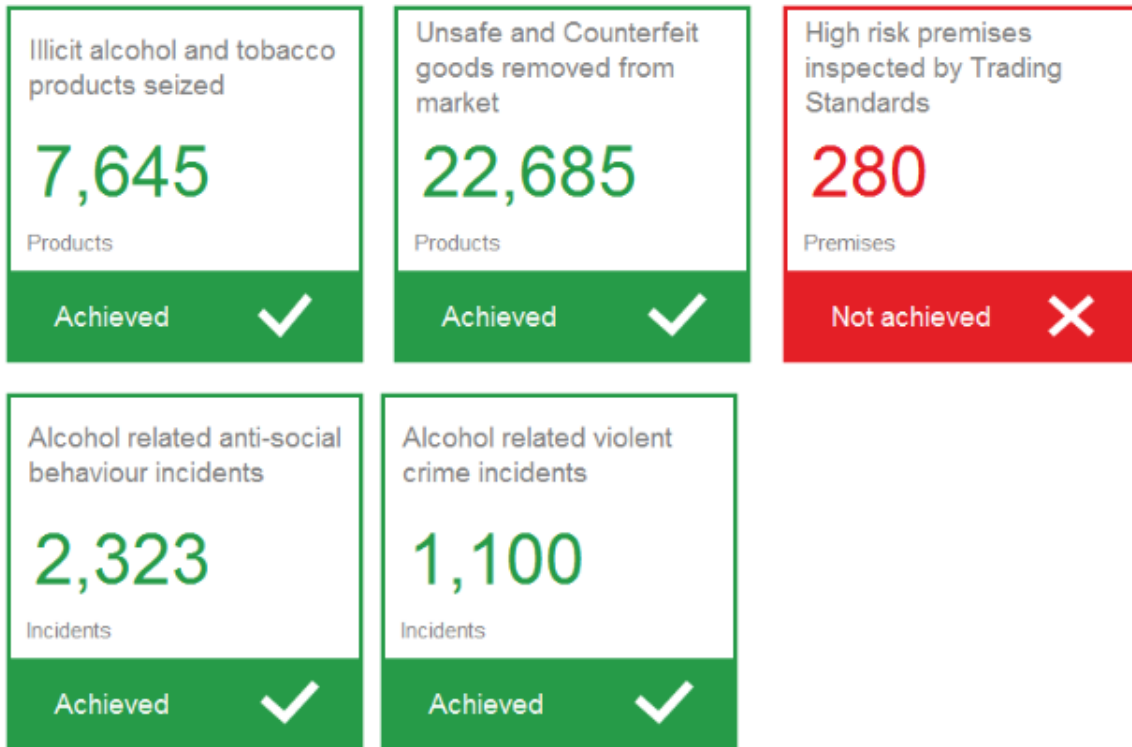 Illicit alcohol and tobacco
products seized
7,645
Products
Achieved
Unsafe and Counterfeit
goods removed from
market
22,685
Products
Achieved
High risk premises
inspected by Trading
Standards
280
Premises
Not achieved
Alcohol related anti-social
behaviour incidents
2,323
Incidents
Achieved
Alcohol related violent
crime incidents
1,100
Incidents
Achieved